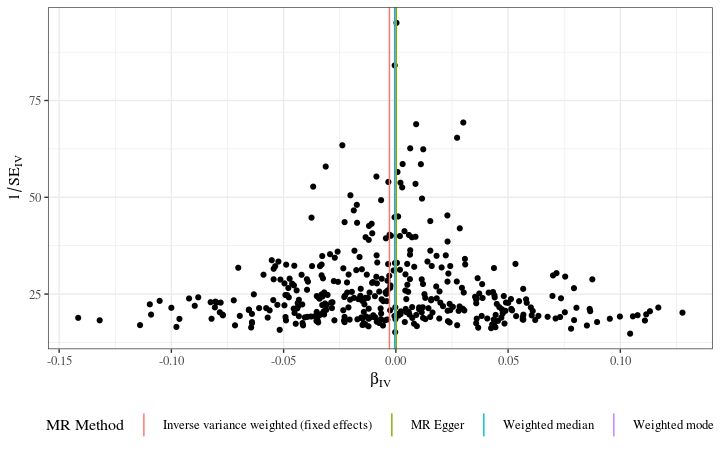 75
50
25
1/SE_IV
-0.15 -0.10 -0.05 0.00 0.05 0.10
β_IV
MR Method Inverse variance weighted (fixed effects) MR Egger Weighted median Weighted mode